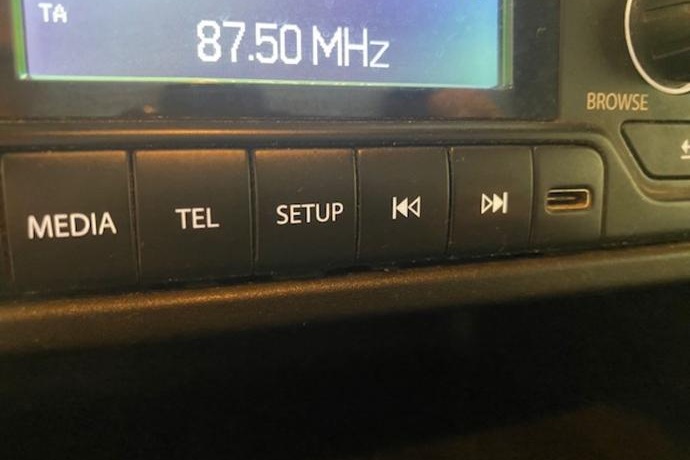 TA
87.50 MHz
BROWSE
MEDIA TEL SETUP